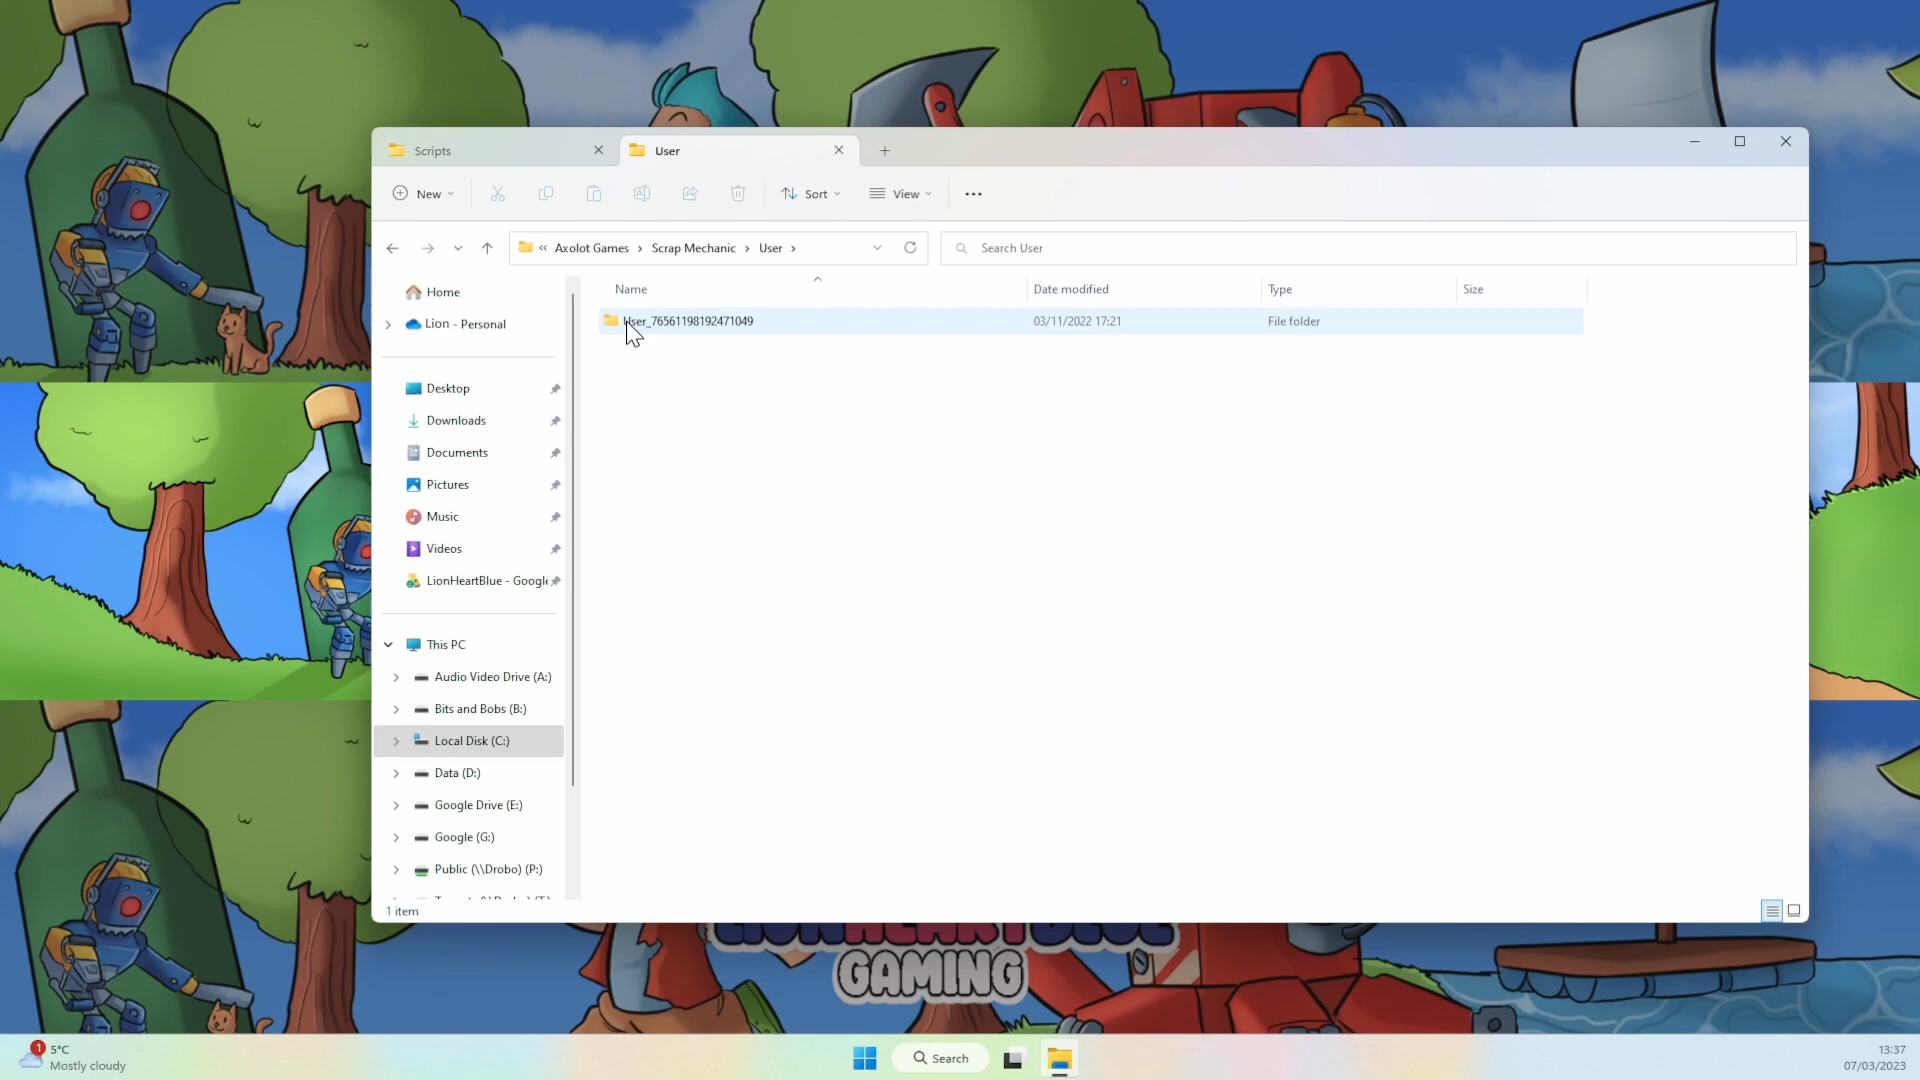 Scripts
User
New
Sort
View
Axolot Games
Scrap Mechanic
User
Search User
Name
Date modified
Type
Size
User_76561198192471049
03/11/2022 17:21
File folder
Home
Lion - Personal
Desktop
Downloads
Documents
Pictures
Music
Videos
LionHeartBlue - Google
This PC
Audio Video Drive (A:)
Bits and Bobs (B:)
Local Disk (C:)
Data (D:)
Google Drive (E:)
Google (G:)
Public (\\Drobo) (P:)
1 item
GAMING
1
5°C
Mostly cloudy
Search
13:37
07/03/2023